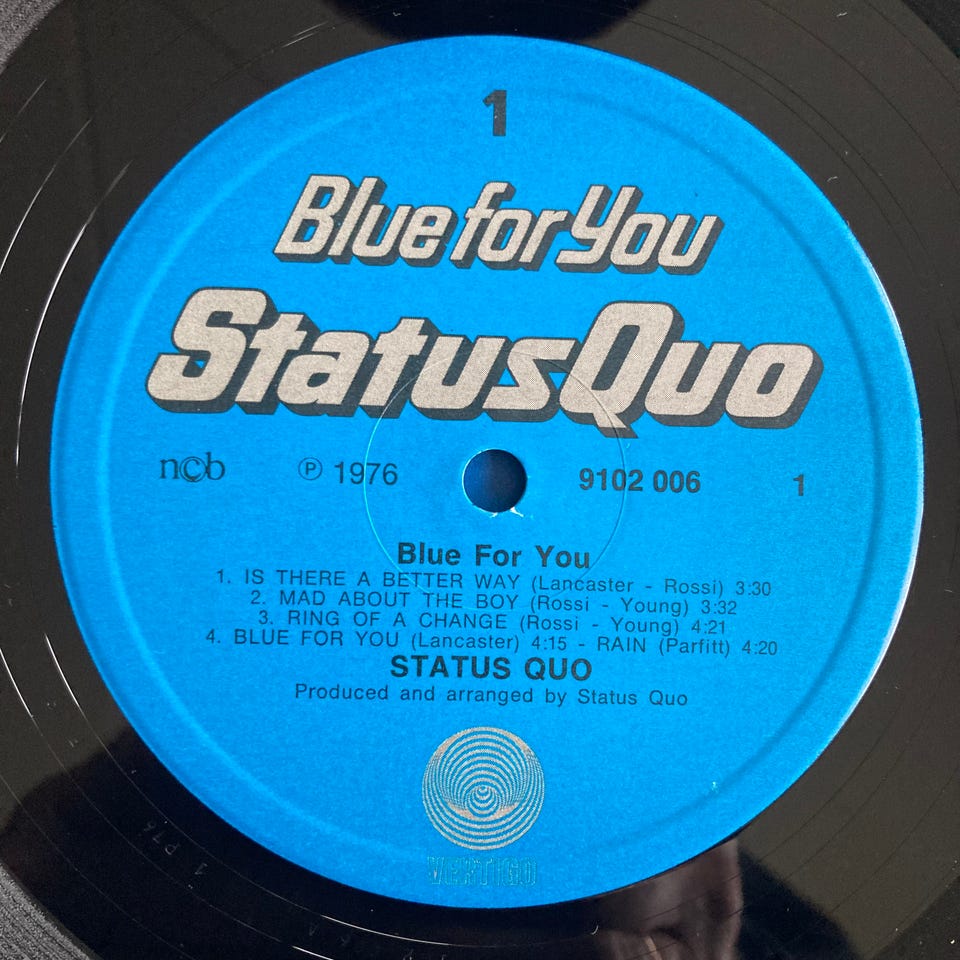 1
Blue for You
Status Quo
ncb ℗ 1976 9102 006 1
Blue For You
1. IS THERE A BETTER WAY (Lancaster - Rossi) 3:30
2. MAD ABOUT THE BOY (Rossi - Young) 3:32
3. RING OF A CHANGE (Rossi - Young) 4:21
4. BLUE FOR YOU (Lancaster) 4:15 - RAIN (Parfitt) 4:20
STATUS QUO
Produced and arranged by Status Quo
VERTIGO